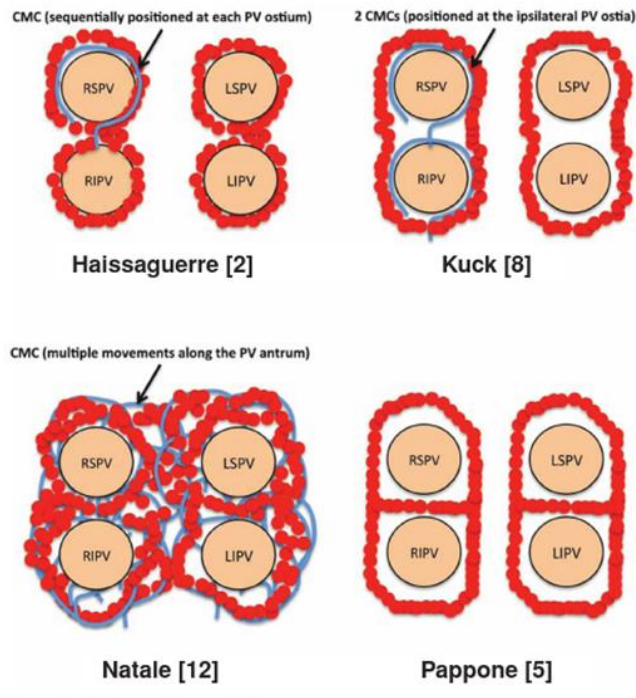 CMC (sequentially positioned at each PV ostium)
RSPV
LSPV
RIPV
LIPV
Haissaguerre [2]
2 CMCs (positioned at the ipsilateral PV ostia)
RSPV
LSPV
RIPV
LIPV
Kuck [8]
CMC (multiple movements along the PV antrum)
RSPV
LSPV
RIPV
LIPV
Natale [12]
RSPV
LSPV
RIPV
LIPV
Pappone [5]